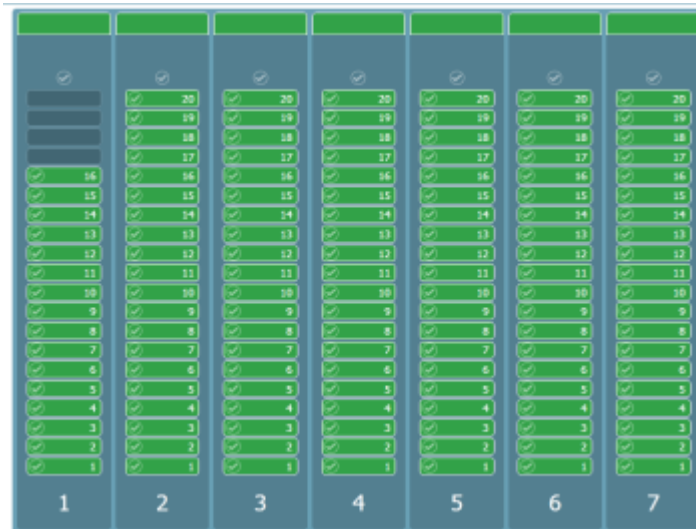 20 20 20 20 20 20
19 19 19 19 19 19
18 18 18 18 18 18
17 17 17 17 17 17
16 16 16 16 16 16 16
15 15 15 15 15 15 15
14 14 14 14 14 14 14
13 13 13 13 13 13 13
12 12 12 12 12 12 12
11 11 11 11 11 11 11
10 10 10 10 10 10 10
9 9 9 9 9 9 9
8 8 8 8 8 8 8
7 7 7 7 7 7 7
6 6 6 6 6 6 6
5 5 5 5 5 5 5
4 4 4 4 4 4 4
3 3 3 3 3 3 3
2 2 2 2 2 2 2
1 1 1 1 1 1 1
1 2 3 4 5 6 7